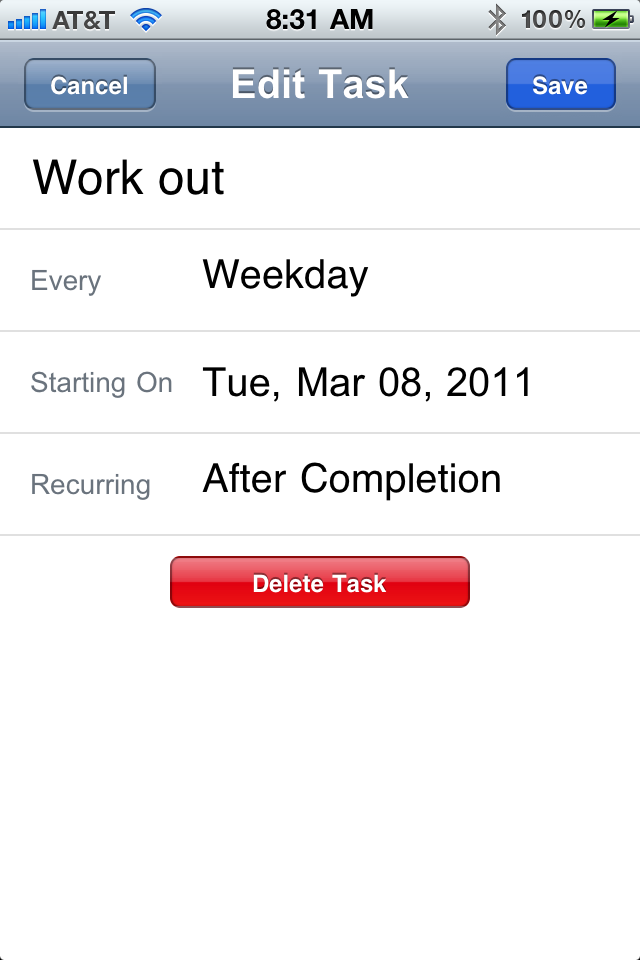 AT&T 8:31 AM 100%
Cancel Edit Task Save
Work out
Every Weekday
Starting On Tue, Mar 08, 2011
Recurring After Completion
Delete Task